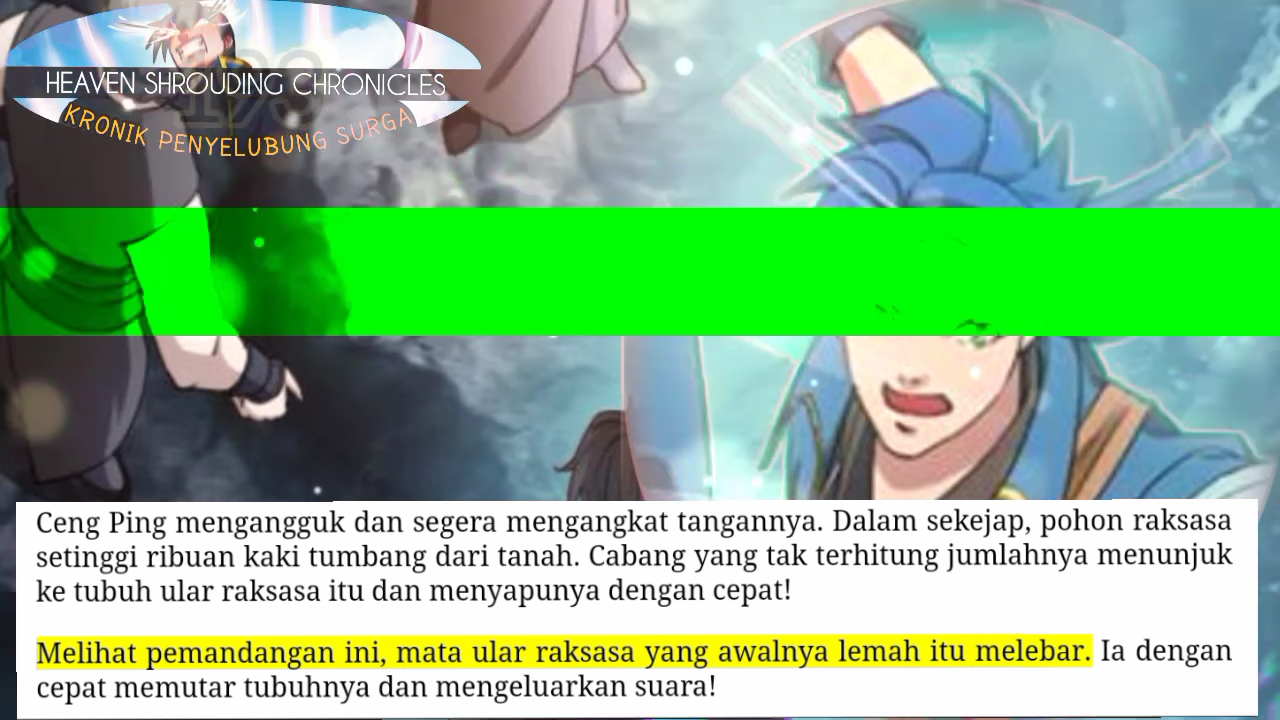 HEAVEN SHROUDING CHRONICLES
KRONIK PENYELUBUNG SURGA
Ceng Ping mengangguk dan segera mengangkat tangannya. Dalam sekejap, pohon raksasa
setinggi ribuan kaki tumbang dari tanah. Cabang yang tak terhitung jumlahnya menunjuk
ke tubuh ular raksasa itu dan menyapunya dengan cepat!
Melihat pemandangan ini, mata ular raksasa yang awalnya lemah itu melebar. Ia dengan
cepat memutar tubuhnya dan mengeluarkan suara!